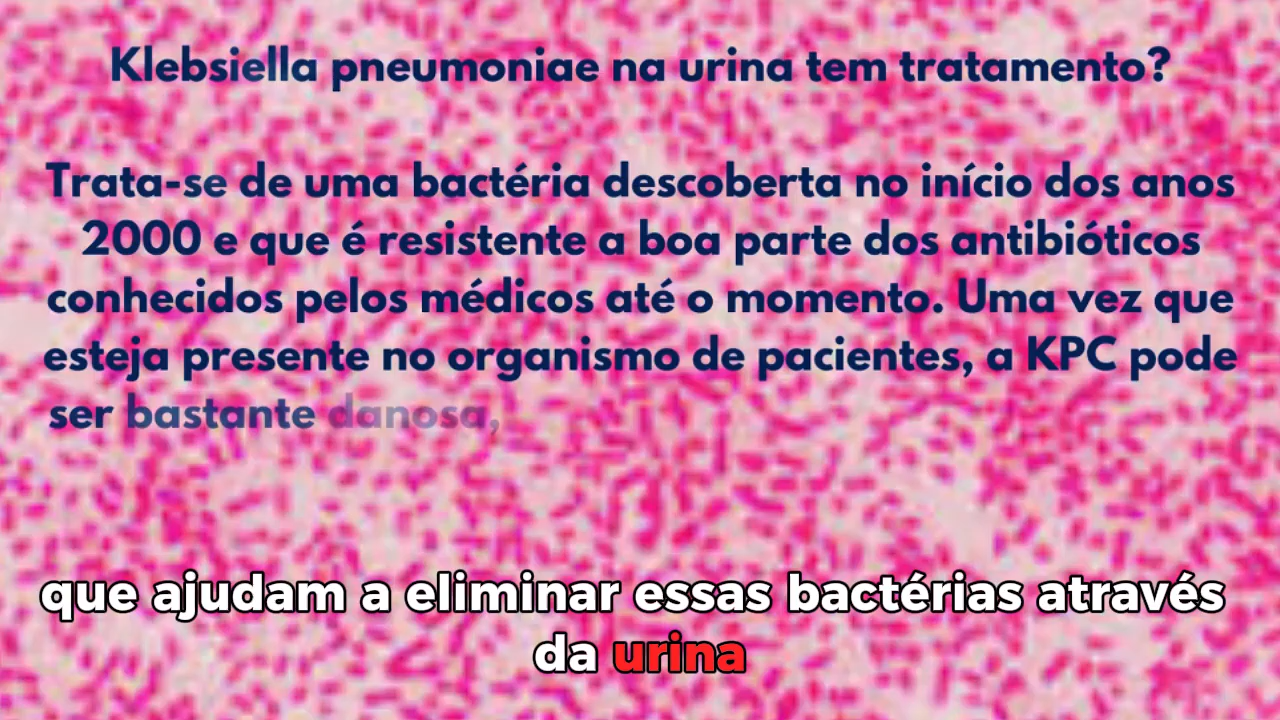 Klebsiella pneumoniae na urina tem tratamento?
Trata-se de uma bactéria descoberta no início dos anos
2000 e que é resistente a boa parte dos antibióticos
conhecidos pelos médicos até o momento. Uma vez que
esteja presente no organismo de pacientes, a KPC pode
ser bastante danosa,
que ajudam a eliminar essas bactérias através
da urina